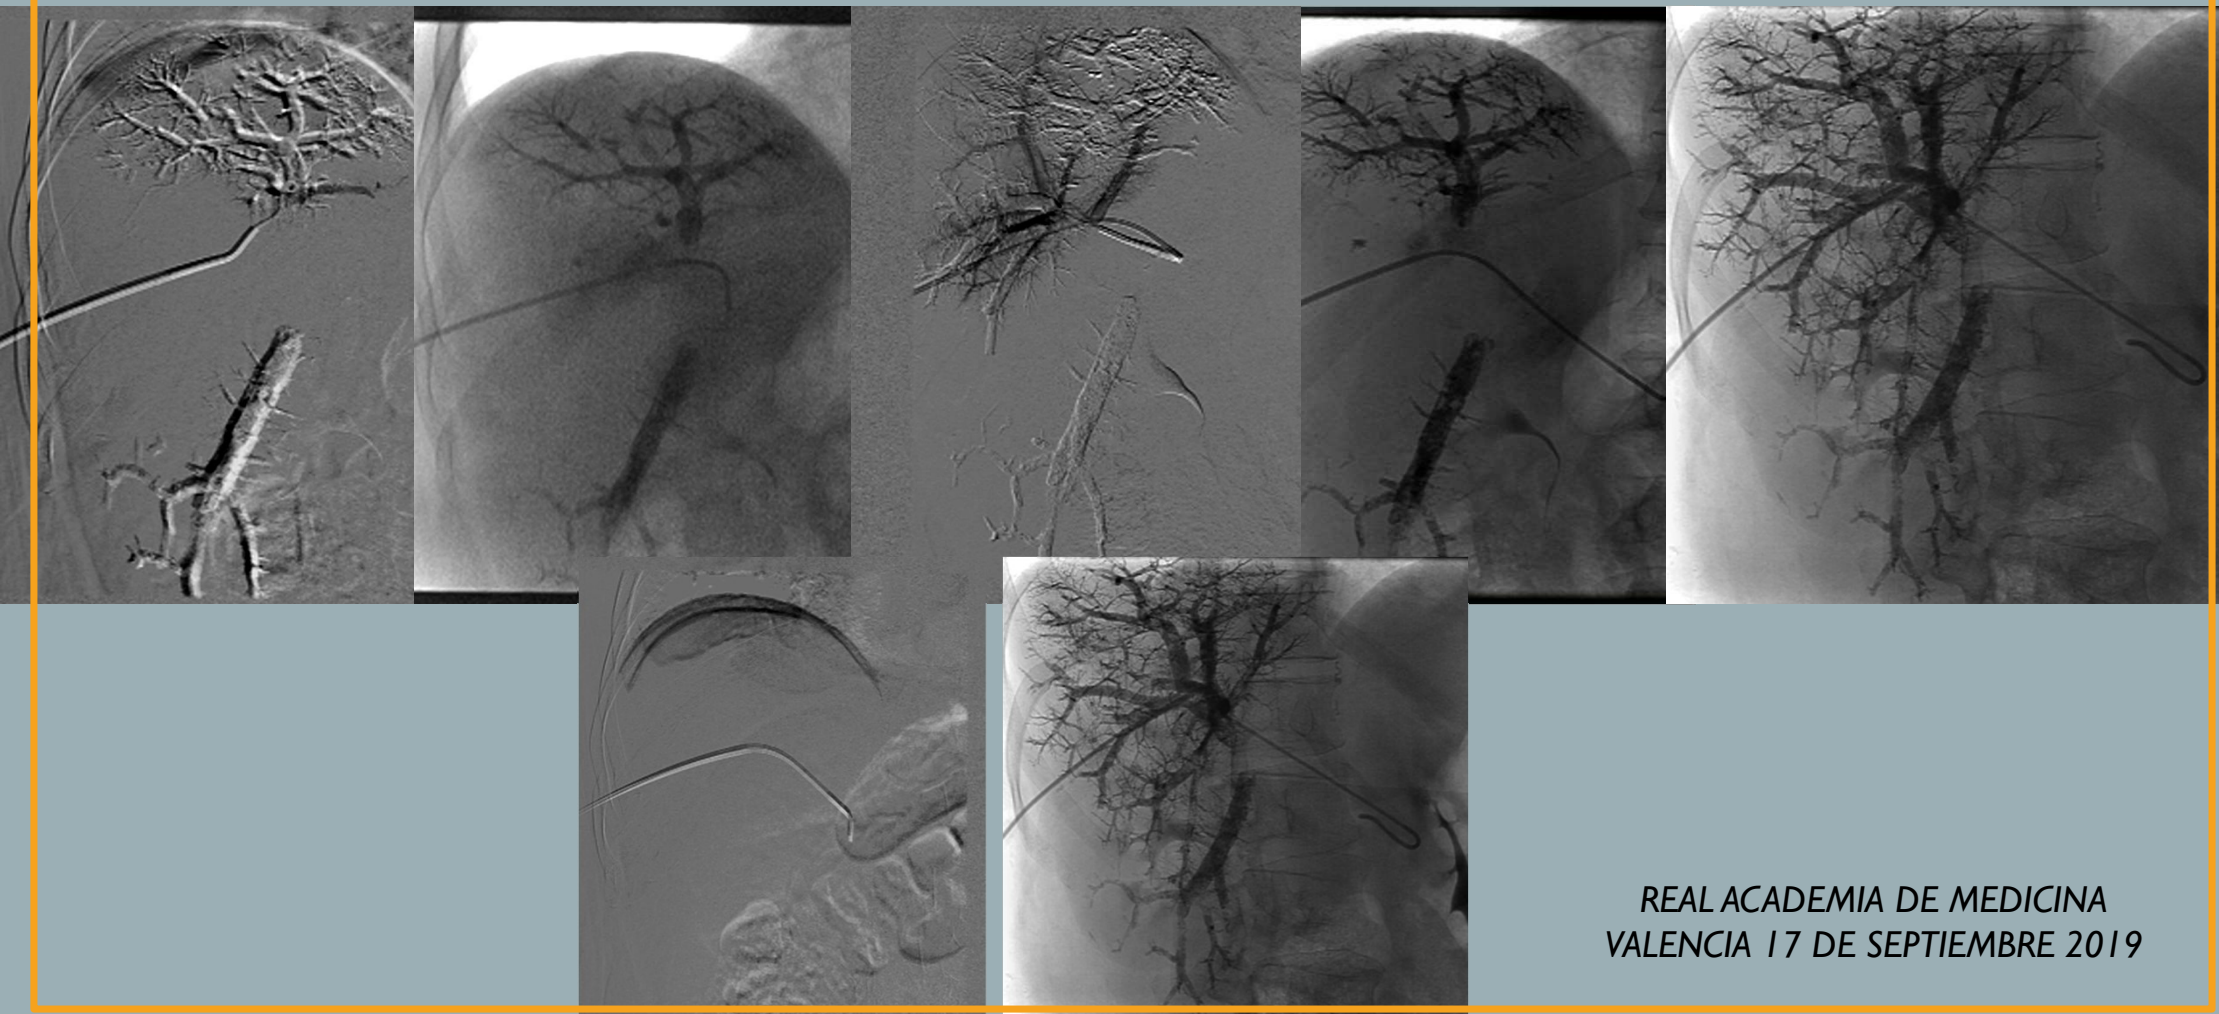 REAL ACADEMIA DE MEDICINA
VALENCIA 17 DE SEPTIEMBRE 2019